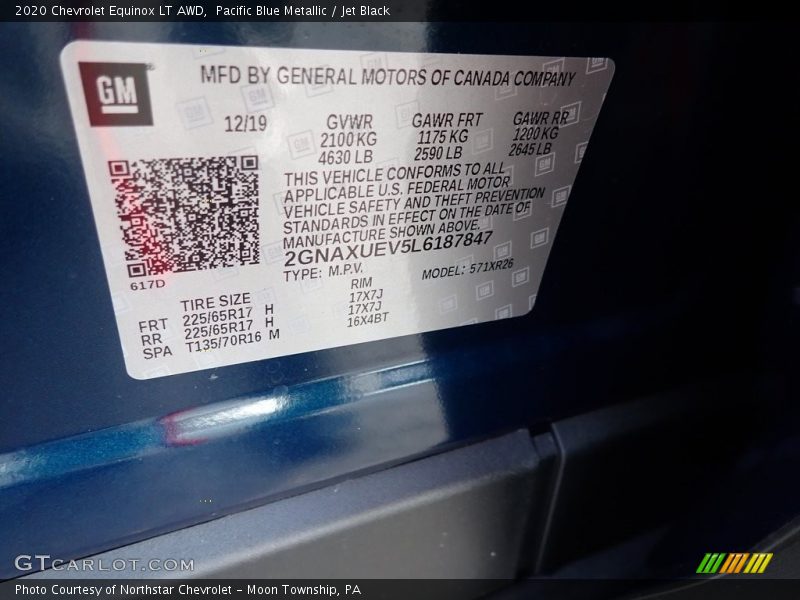 2020 Chevrolet Equinox LT AWD, Pacific Blue Metallic / Jet Black
GM
MFD BY GENERAL MOTORS OF CANADA COMPANY
12/19
GVWR GAWR FRT GAWR RR
2100 KG 1175 KG 1200 KG
4630 LB 2590 LB 2645 LB
THIS VEHICLE CONFORMS TO ALL
APPLICABLE U.S. FEDERAL MOTOR
VEHICLE SAFETY AND THEFT PREVENTION
STANDARDS IN EFFECT ON THE DATE OF
MANUFACTURE SHOWN ABOVE.
2GNAXUEV5L6187847
TYPE: M.P.V. MODEL: 571XR26
617D
TIRE SIZE RIM
FRT 225/65R17 H 17X7J
RR 225/65R17 H 17X7J
SPA T135/70R16 M 16X4BT
GTCARLOT.COM
Photo Courtesy of Northstar Chevrolet - Moon Township, PA